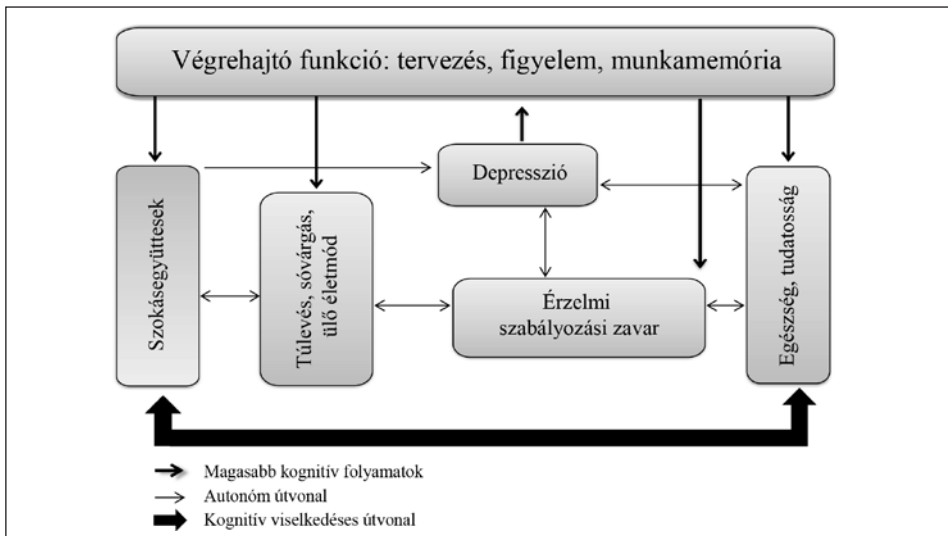 Végrehajtó funkció: tervezés, figyelem, munkamemória
Szokásegyüttesek
Túlevés, sóvárgás,
ülő életmód
Depresszió
Érzelmi
szabályozási zavar
Egészség, tudatosság
Magasabb kognitív folyamatok
Autonóm útvonal
Kognitív viselkedéses útvonal